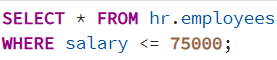 SELECT * FROM hr.employees
WHERE salary <= 75000;